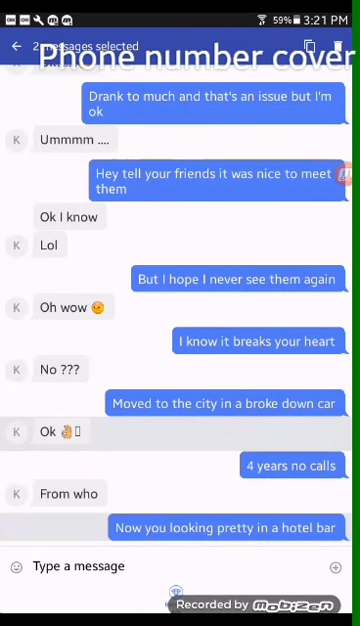 59% 3:21 PM
2 messages selected
Phone number cover
Drank to much and that's an issue but I'm
ok
K Ummmm ....
Hey tell your friends it was nice to meet
them
Ok I know
K Lol
But I hope I never see them again
K Oh wow 😡
I know it breaks your heart
K No ???
Moved to the city in a broke down car
K Ok 👌
4 years no calls
K From who
Now you looking pretty in a hotel bar
Type a message
Recorded by Mobizen